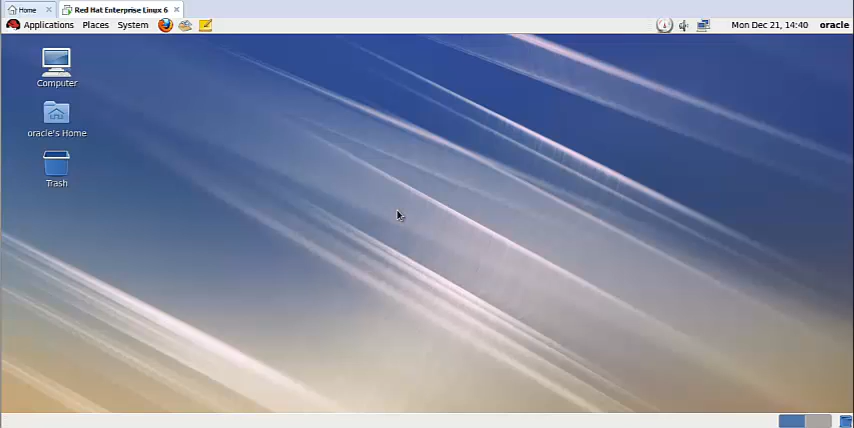 Home
Red Hat Enterprise Linux 6
Applications Places System
Mon Dec 21, 14:40 oracle
Computer
oracle's Home
Trash